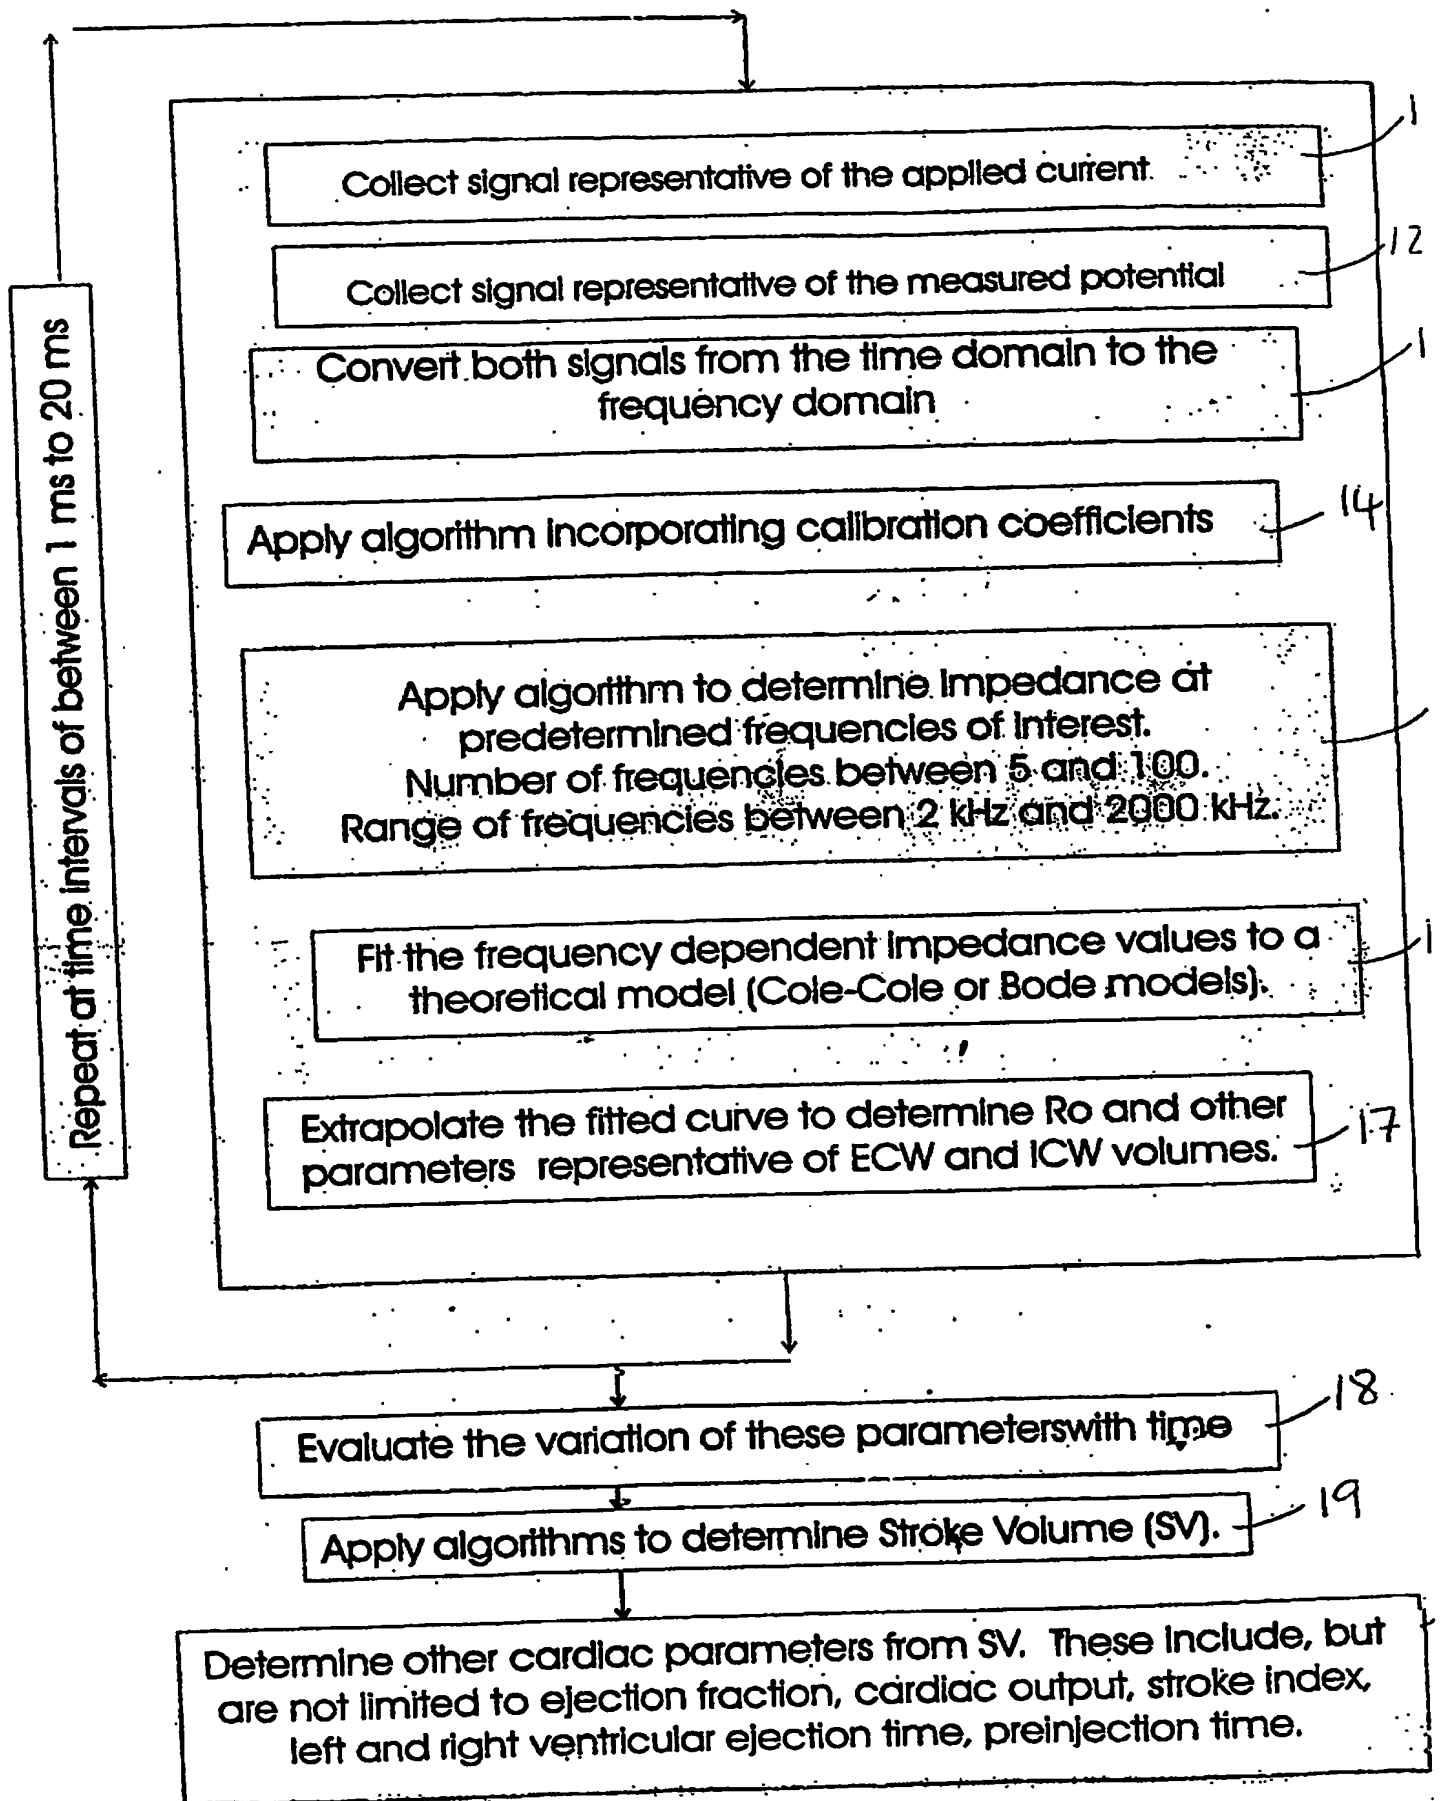 Collect signal representative of the applied current.
1
Collect signal representative of the measured potential
12
Convert both signals from the time domain to the
frequency domain
1
Apply algorithm incorporating calibration coefficients
14
Apply algorithm to determine impedance at
predetermined frequencies of interest.
Number of frequencies between 5 and 100.
Range of frequencies between 2 kHz and 2000 kHz.
Fit the frequency dependent impedance values to a
theoretical model (Cole-Cole or Bode models).
1
Extrapolate the fitted curve to determine Ro and other
parameters representative of ECW and ICW volumes.
17
Repeat at time intervals of between 1 ms to 20 ms
Evaluate the variation of these parameterswith time
18
Apply algorithms to determine Stroke Volume (SV).
19
Determine other cardiac parameters from SV. These include, but
are not limited to ejection fraction, cardiac output, stroke index,
left and right ventricular ejection time, preinjection time.